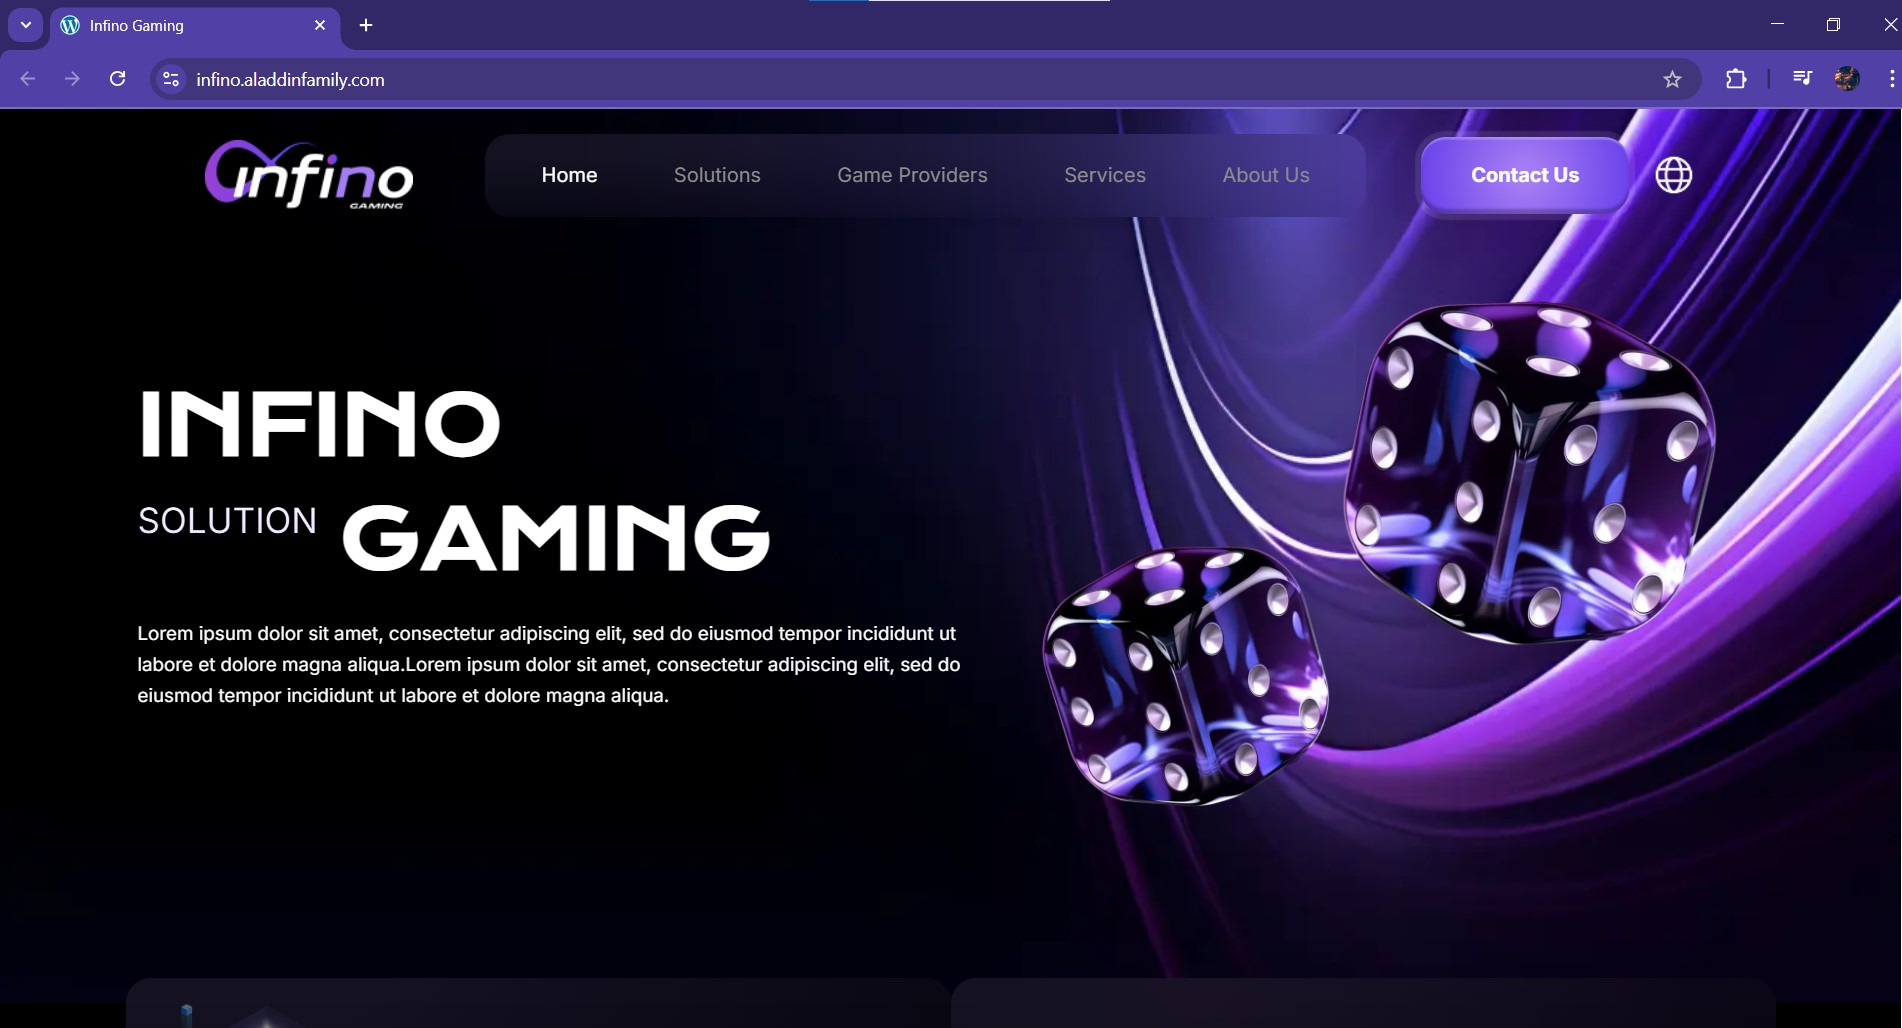 Infino Gaming
infino.aladdinfamily.com
infino
GAMING
Home
Solutions
Game Providers
Services
About Us
Contact Us
INFINO
SOLUTION GAMING
Lorem ipsum dolor sit amet, consectetur adipiscing elit, sed do eiusmod tempor incididunt ut
labore et dolore magna aliqua.Lorem ipsum dolor sit amet, consectetur adipiscing elit, sed do
eiusmod tempor incididunt ut labore et dolore magna aliqua.